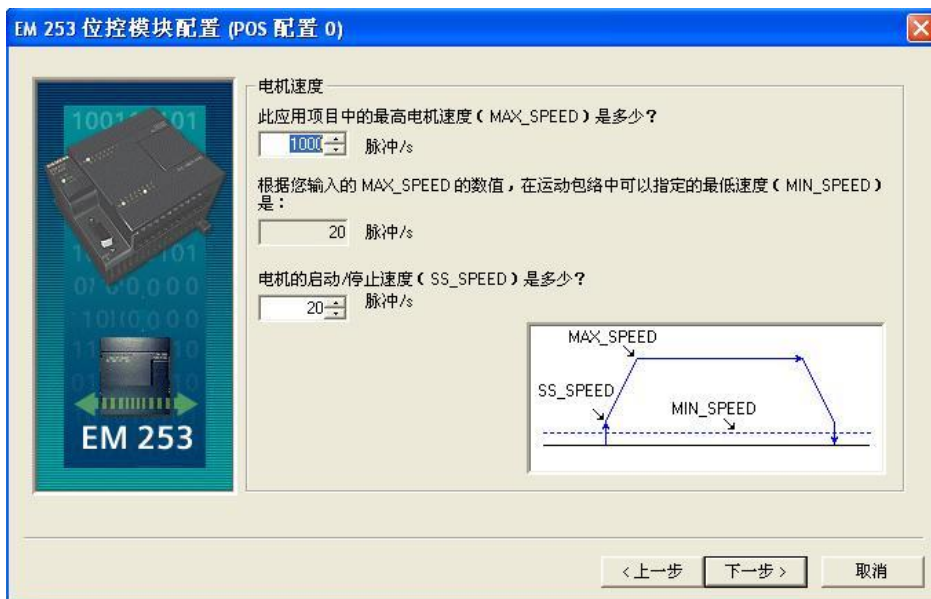 EM 253 位控模块配置 (POS 配置 0)
电机速度
此应用项目中的最高电机速度（MAX_SPEED）是多少？
1000 脉冲/s
根据您输入的 MAX_SPEED 的数值，在运动包络中可以指定的最低速度（MIN_SPEED）
是：
20 脉冲/s
电机的启动/停止速度（SS_SPEED）是多少？
20 脉冲/s
MAX_SPEED
SS_SPEED
MIN_SPEED
EM 253
<上一步
下一步>
取消